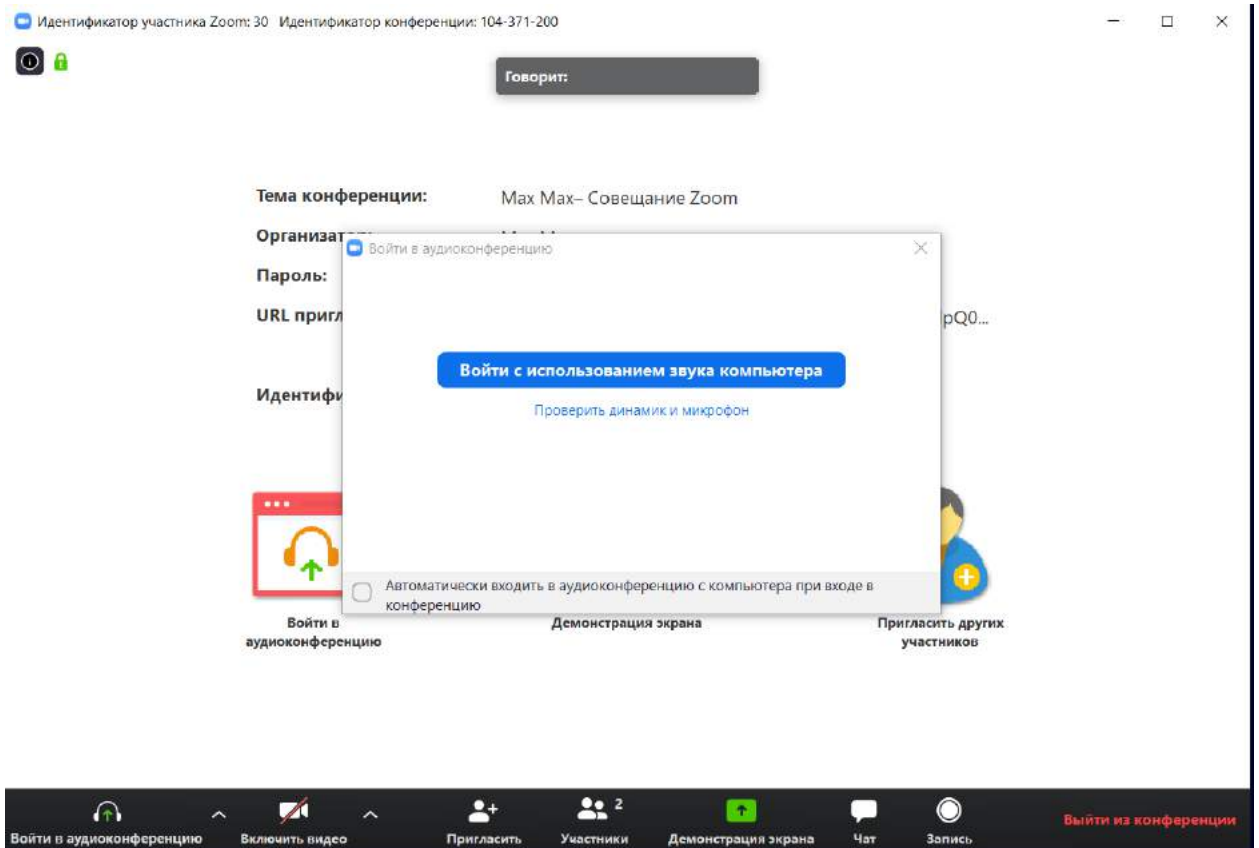 Идентификатор участника Zoom: 30 Идентификатор конференции: 104-371-200
Говорит:
Тема конференции: Max Max– Совещание Zoom
Организат
Войти в аудиоконференцию
Пароль:
URL пригл pQ0...
Войти с использованием звука компьютера
Идентифи
Проверить динамик и микрофон
Автоматически входить в аудиоконференцию с компьютера при входе в
конференцию
Войти в
аудиоконференцию
Демонстрация экрана
Пригласить других
участников
2
Войти в аудиоконференцию Включить видео Пригласить Участники Демонстрация экрана Чат Запись Выйти из конференции